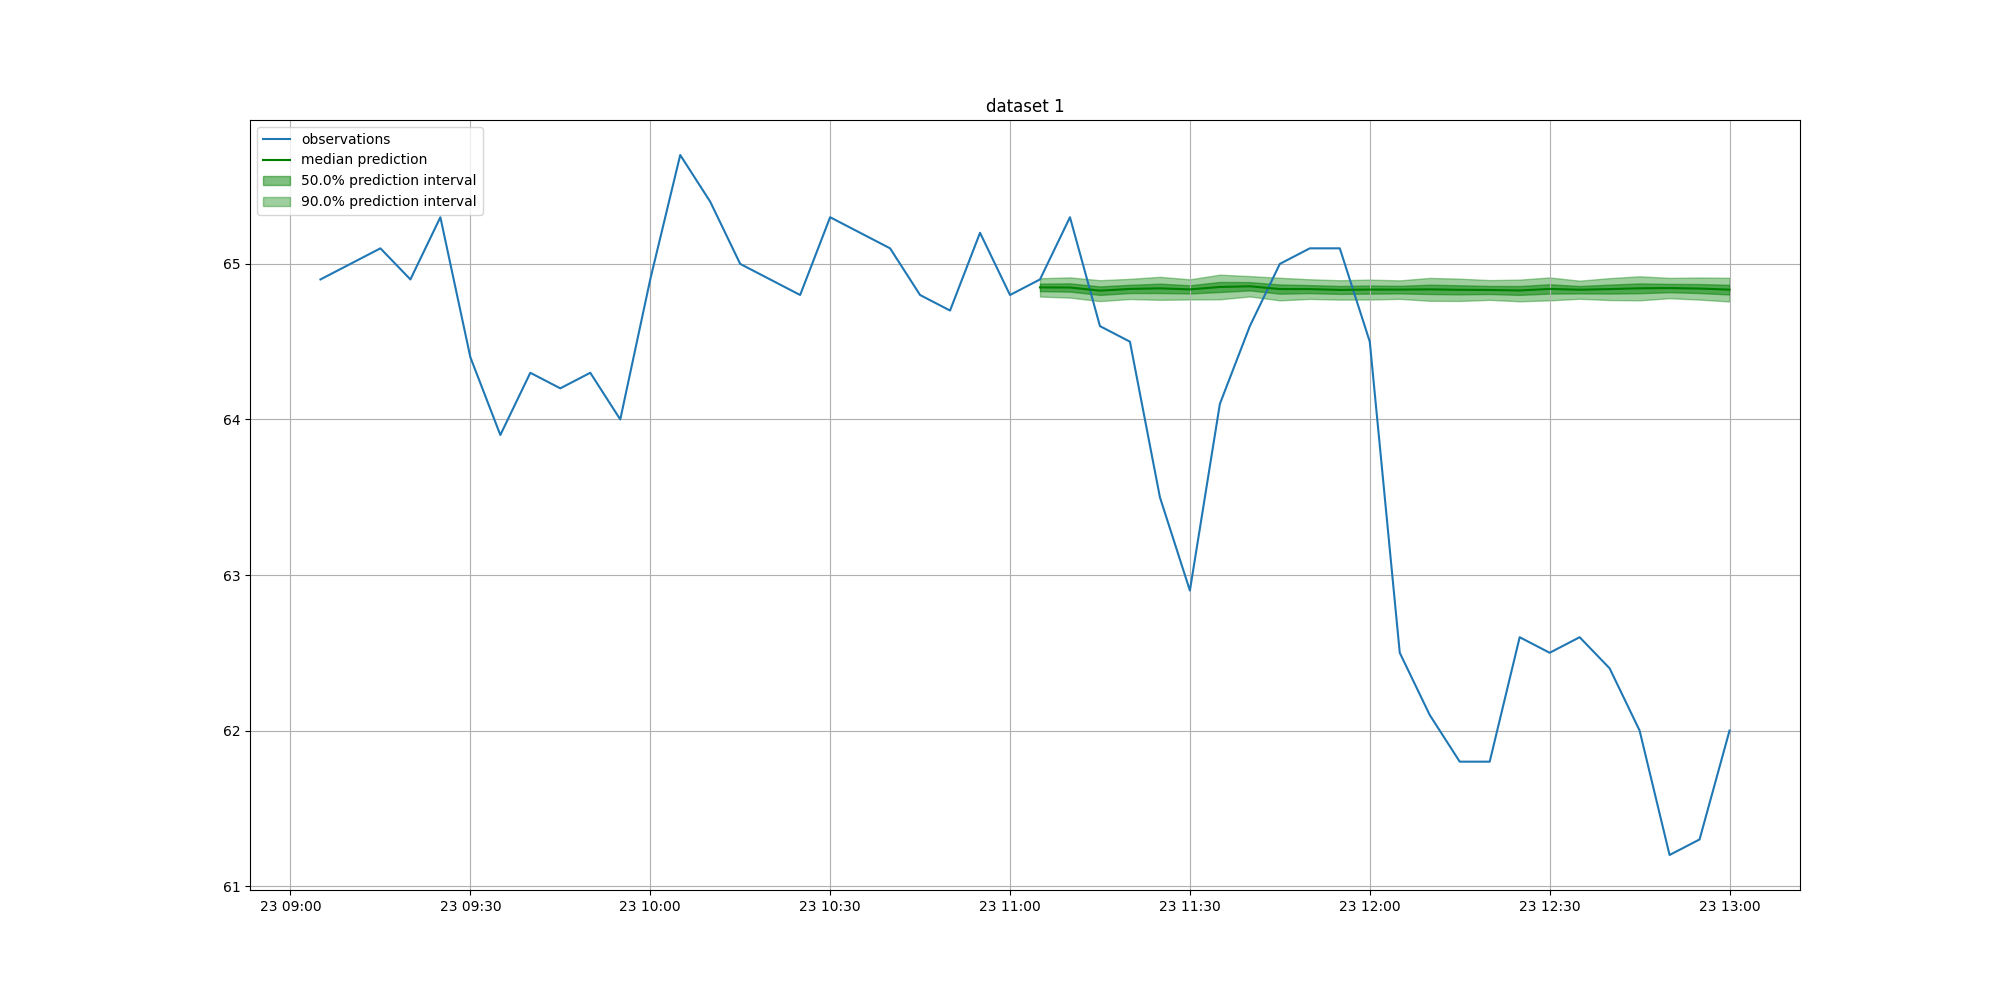 dataset 1
observations
median prediction
50.0% prediction interval
90.0% prediction interval
65
64
63
62
61
23 09:00 23 09:30 23 10:00 23 10:30 23 11:00 23 11:30 23 12:00 23 12:30 23 13:00